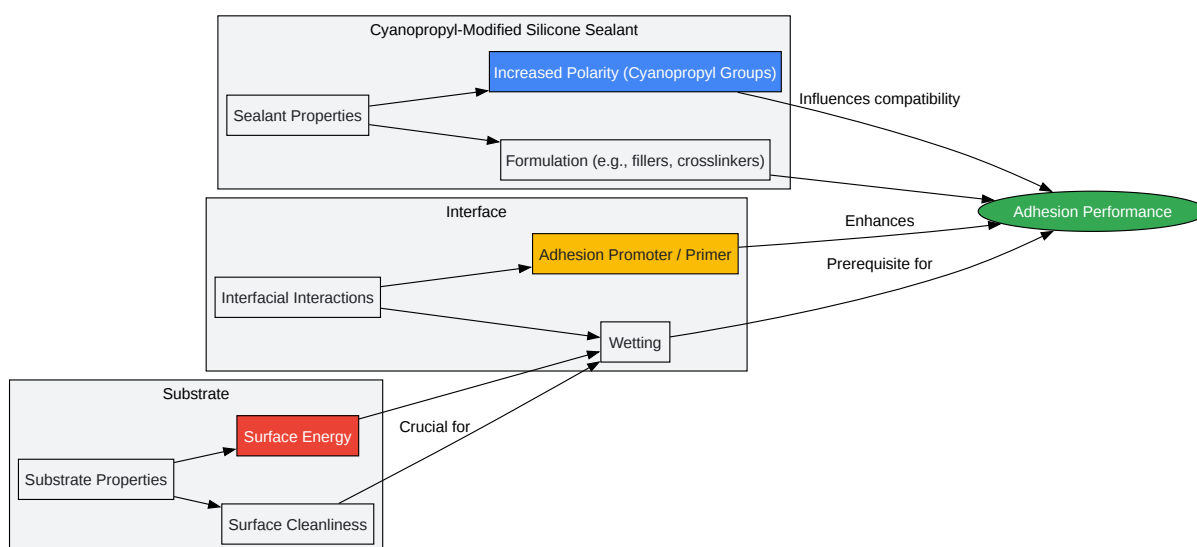 Cyanopropyl-Modified Silicone Sealant
Increased Polarity (Cyanopropyl Groups)
Sealant Properties
Formulation (e.g., fillers, crosslinkers)
Influences compatibility
Interface
Adhesion Promoter / Primer
Interfacial Interactions
Wetting
Enhances
Prerequisite for
Adhesion Performance
Substrate
Surface Energy
Substrate Properties
Surface Cleanliness
Crucial for